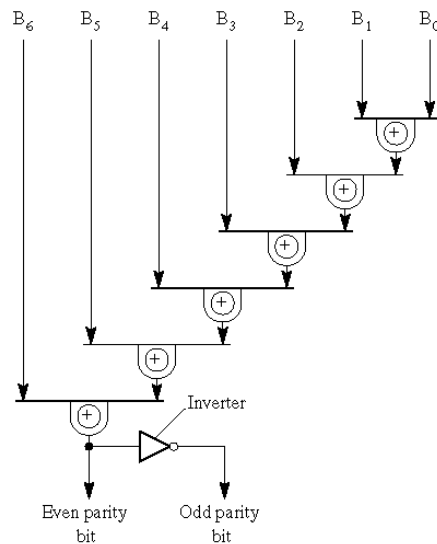 B6 B5 B4 B3 B2 B1 B0
+
+
+
+
+
+
Inverter
Even parity bit
Odd parity bit